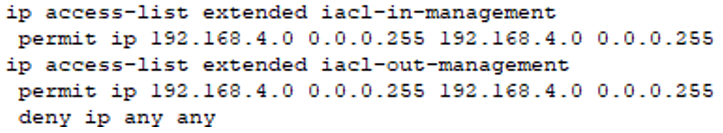 ip access-list extended iacl-in-management
permit ip 192.168.4.0 0.0.0.255 192.168.4.0 0.0.0.255
ip access-list extended iacl-out-management
permit ip 192.168.4.0 0.0.0.255 192.168.4.0 0.0.0.255
deny ip any any